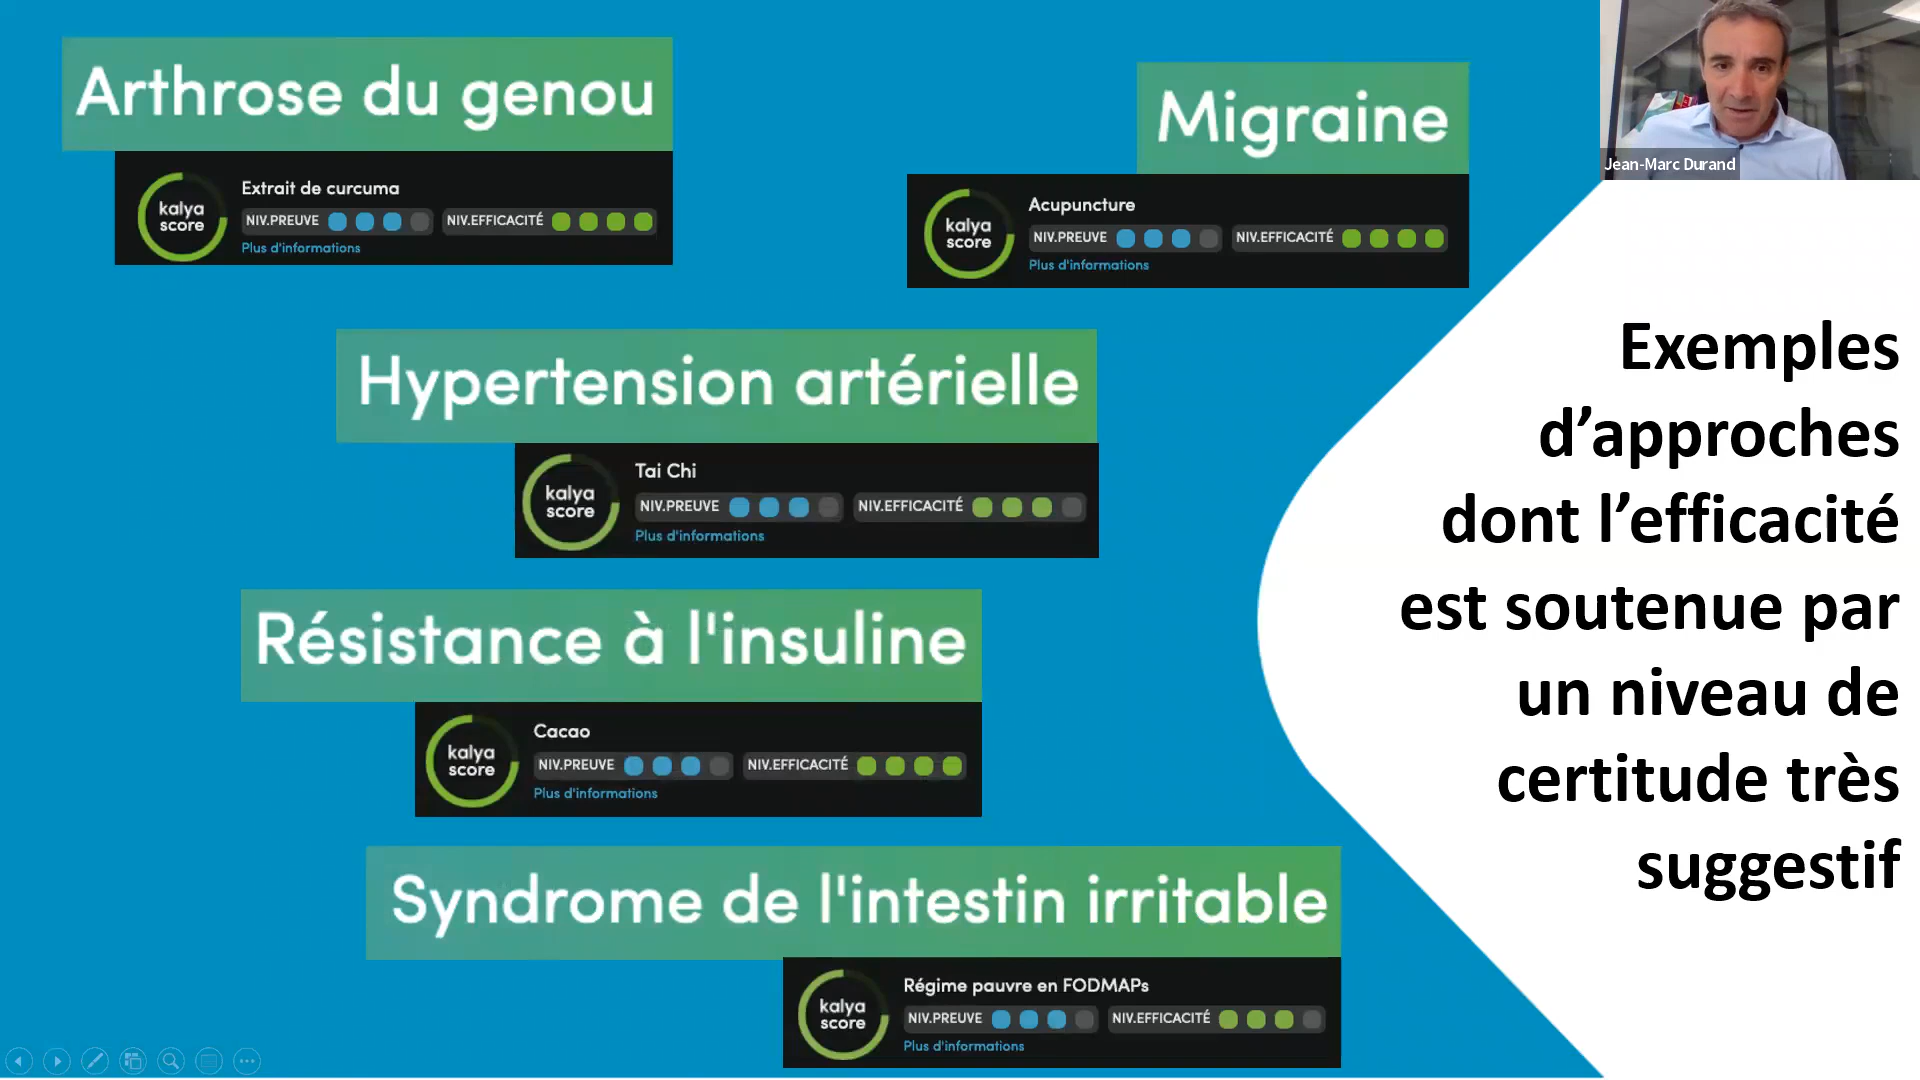 Arthrose du genou
kalya
score
Extrait de curcuma
NIV.PREUVE NIV.EFFICACITÉ
Plus d'informations
Migraine
kalya
score
Acupuncture
NIV.PREUVE NIV.EFFICACITÉ
Plus d'informations
Jean-Marc Durand
Hypertension artérielle
kalya
score
Tai Chi
NIV.PREUVE NIV.EFFICACITÉ
Plus d'informations
Résistance à l'insuline
kalya
score
Cacao
NIV.PREUVE NIV.EFFICACITÉ
Plus d'informations
Syndrome de l'intestin irritable
kalya
score
Régime pauvre en FODMAPs
NIV.PREUVE NIV.EFFICACITÉ
Plus d'informations
Exemples
d’approches
dont l’efficacité
est soutenue par
un niveau de
certitude très
suggestif